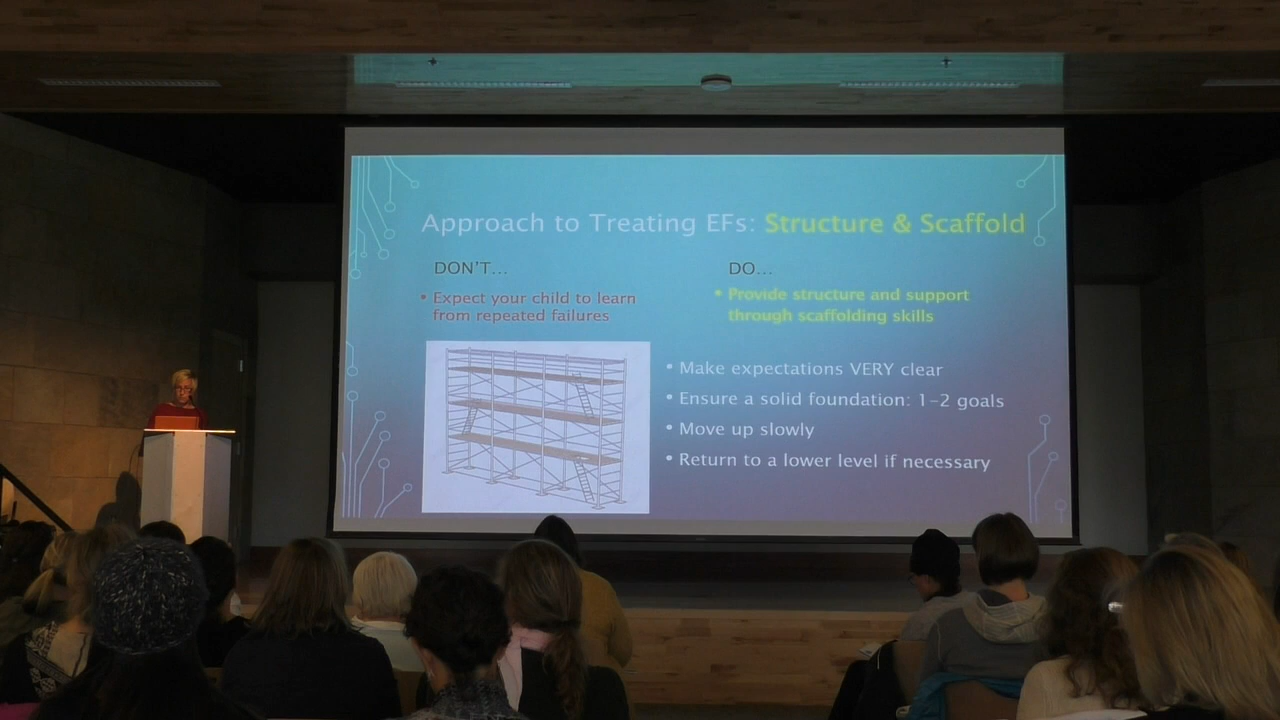 Approach to Treating EFs: Structure & Scaffold
DON'T...
• Expect your child to learn
from repeated failures
DO...
• Provide structure and support
through scaffolding skills
• Make expectations VERY clear
• Ensure a solid foundation: 1-2 goals
• Move up slowly
• Return to a lower level if necessary